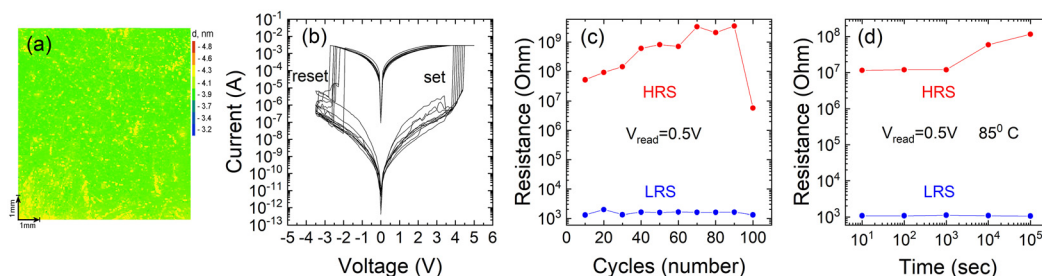 (a)
d, nm
- 4.8
- 4.6
- 4.3
- 4.1
- 3.9
- 3.7
- 3.4
- 3.2
1mm
1mm
(b)
Current (A)
10⁻¹
10⁻²
10⁻³
10⁻⁴
10⁻⁵
10⁻⁶
10⁻⁷
10⁻⁸
10⁻⁹
10⁻¹⁰
10⁻¹¹
10⁻¹²
10⁻¹³
reset
set
-5 -4 -3 -2 -1 0 1 2 3 4 5 6
Voltage (V)
(c)
Resistance (Ohm)
10⁹
10⁸
10⁷
10⁶
10⁵
10⁴
10³
HRS
V_read=0.5V
LRS
0 20 40 60 80 100
Cycles (number)
(d)
Resistance (Ohm)
10⁸
10⁷
10⁶
10⁵
10⁴
10³
HRS
V_read=0.5V 85⁰ C
LRS
10¹ 10² 10³ 10⁴ 10⁵
Time (sec)